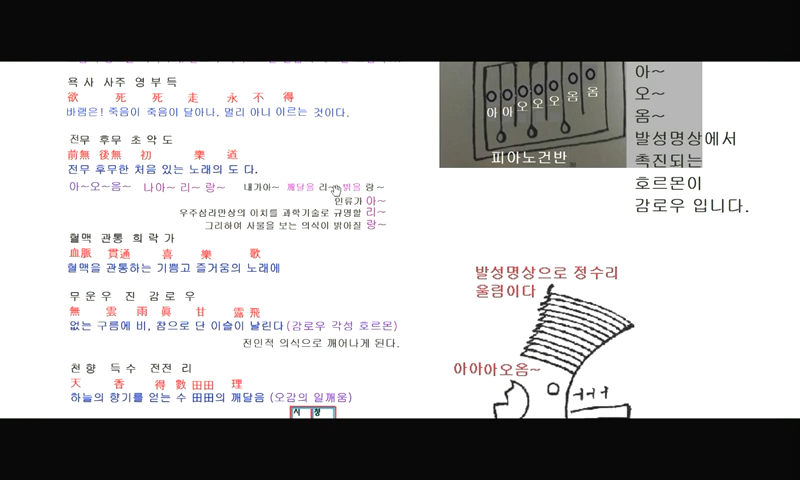 욕 사 사주 영 부 득
欲 死 死 走 永 不 得
바램은! 죽음이 죽음이 달아나. 멀리 아니 이르는 것이다.
전무 후무 초 악 도
前無 後無 初 樂 道
전무 후무한 처음 있는 노래의 도 다.
아~오~음~ 나아~ 리~ 랑~ 내가아~ 깨달을 리~ 밝을 랑 ~
인류가 아~
우주삼라만상의 이치를 과학기술로 규명할 리~
그리하여 사물을 보는 의식이 밝아질 랑~
혈맥 관통 희 락 가
血脈 貫通 喜 樂 歌
혈맥을 관통하는 기쁨고 즐거움의 노래에
무 운 우 진 감 로 우
無 雲 雨 眞 甘 露 飛
없는 구름에 비, 참으로 단 이슬이 날린다 (감로우 각성 호르몬)
전인적 의식으로 깨어나게 된다.
천 향 득 수 전젼 리
天 香 得 數 田田 理
하늘의 향기를 얻는 수 田田의 깨달음 (오감의 일깨움)
시 청
아 아 오 오 오 옴 옴
피아노건반
아~
오~
옴~
발성명상에서
촉진되는
호르몬이
감로우 입니다.
발성명상으로 정수리
울림이다
아아아오옴~